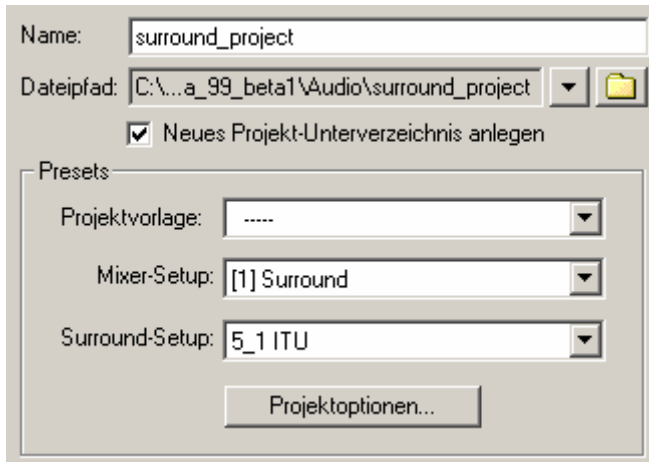 Name: surround_project
Dateipfad: C:\...a_99_beta1\Audio\surround_project
Neues Projekt-Unterverzeichnis anlegen
Presets
Projektvorlage: -----
Mixer-Setup: [1] Surround
Surround-Setup: 5_1 ITU
Projektoptionen...